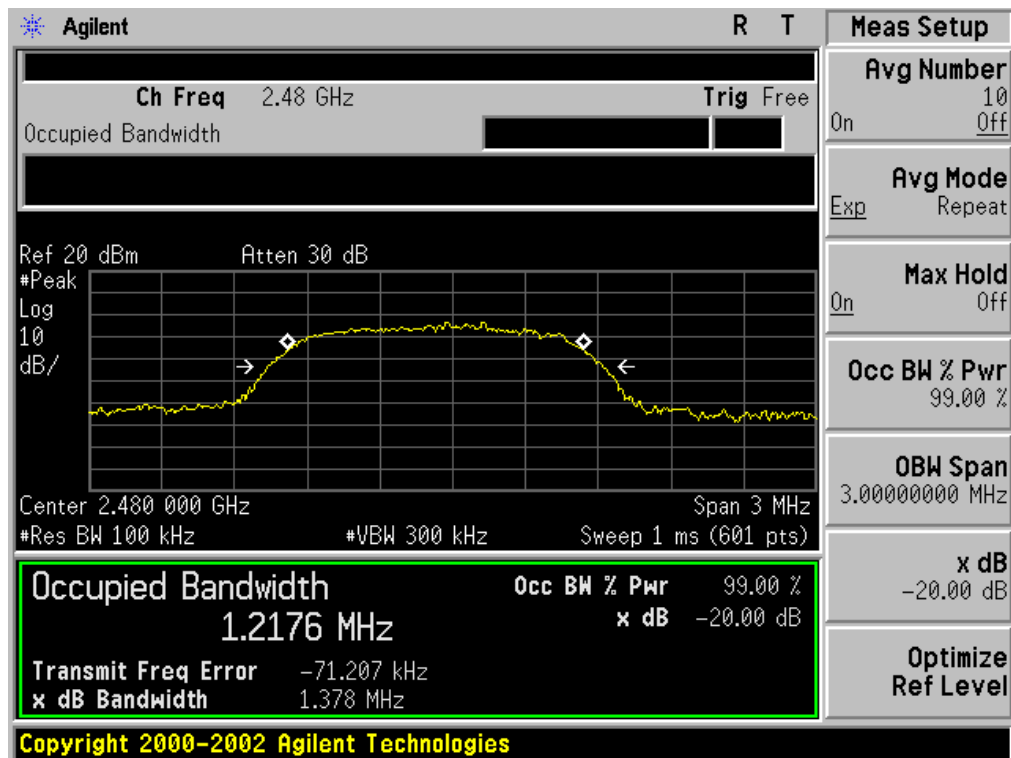 Agilent R T
Ch Freq 2.48 GHz Trig Free
Occupied Bandwidth
Ref 20 dBm Atten 30 dB
#Peak
Log
10
dB/
Center 2.480 000 GHz Span 3 MHz
#Res BW 100 kHz #VBW 300 kHz Sweep 1 ms (601 pts)
Occupied Bandwidth Occ BW % Pwr 99.00 %
1.2176 MHz x dB -20.00 dB
Transmit Freq Error -71.207 kHz
x dB Bandwidth 1.378 MHz
Copyright 2000-2002 Agilent Technologies
Meas Setup
Avg Number
10
On Off
Avg Mode
Exp Repeat
Max Hold
On Off
Occ BW % Pwr
99.00 %
OBW Span
3.00000000 MHz
x dB
-20.00 dB
Optimize
Ref Level